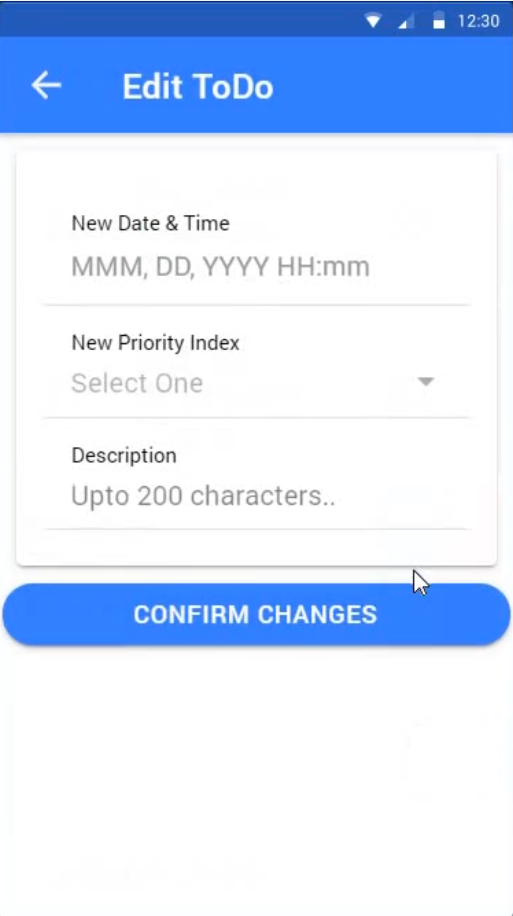 12:30
Edit ToDo
New Date & Time
MMM, DD, YYYY HH:mm
New Priority Index
Select One
Description
Upto 200 characters..
CONFIRM CHANGES